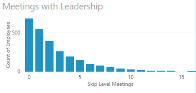 Meetings with Leadership
Count of Employees
500
0
0 5 10 15
Skip Level Meetings